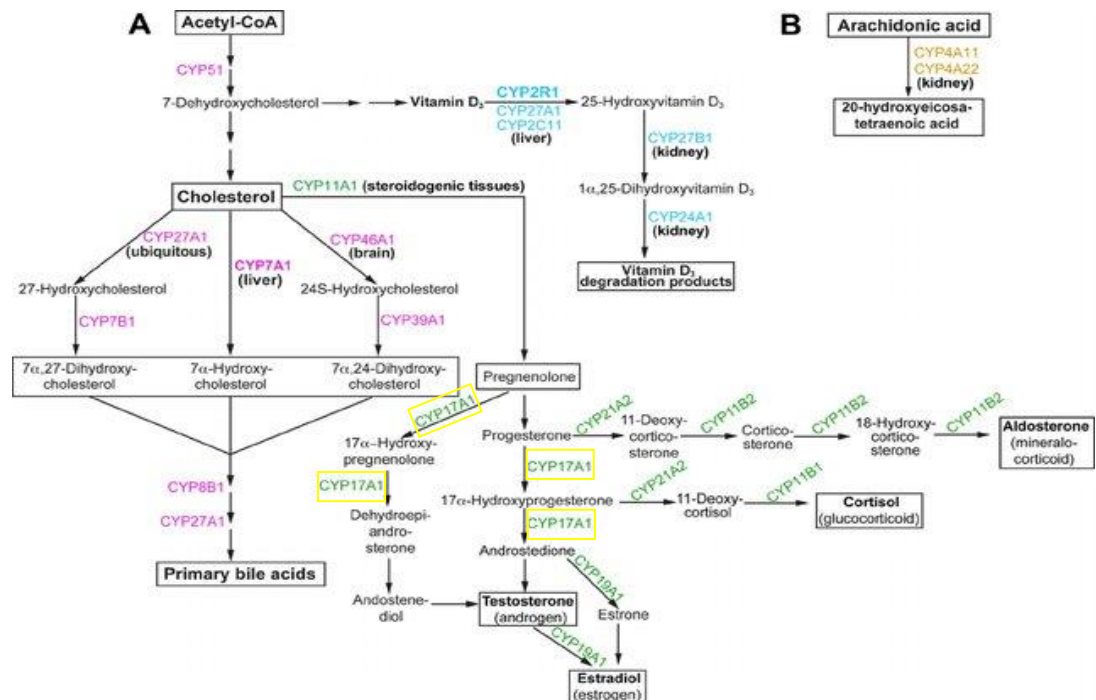 A
Acetyl-CoA
CYP51
7-Dehydroxycholesterol
Vitamin D₃
CYP2R1
CYP27A1
CYP2C11
(liver)
25-Hydroxyvitamin D₃
CYP27B1
(kidney)
1α,25-Dihydroxyvitamin D₃
CYP24A1
(kidney)
Vitamin D₃
degradation products
B
Arachidonic acid
CYP4A11
CYP4A22
(kidney)
20-hydroxyeicosa-
tetraenoic acid
Cholesterol
CYP11A1 (steroidogenic tissues)
CYP27A1
(ubiquitous)
CYP7A1
(liver)
CYP46A1
(brain)
27-Hydroxycholesterol
24S-Hydroxycholesterol
CYP7B1
CYP39A1
7α,27-Dihydroxy-
cholesterol
7α-Hydroxy-
cholesterol
7α,24-Dihydroxy-
cholesterol
CYP8B1
CYP27A1
Primary bile acids
Pregnenolone
CYP17A1
17α-Hydroxy-
pregnenolone
CYP17A1
Dehydroepi-
andro-
sterone
Andostene-
diol
Progesterone
CYP21A2
11-Deoxy-
cortico-
sterone
CYP11B2
Cortico-
sterone
CYP11B2
18-Hydroxy-
cortico-
sterone
CYP11B2
Aldosterone
(mineralo-
corticoid)
CYP17A1
17α-Hydroxyprogesterone
CYP21A2
11-Deoxy-
cortisol
CYP11B1
Cortisol
(glucocorticoid)
CYP17A1
Androstedione
CYP19A1
Estrone
Testosterone
(androgen)
CYP19A1
Estradiol
(estrogen)